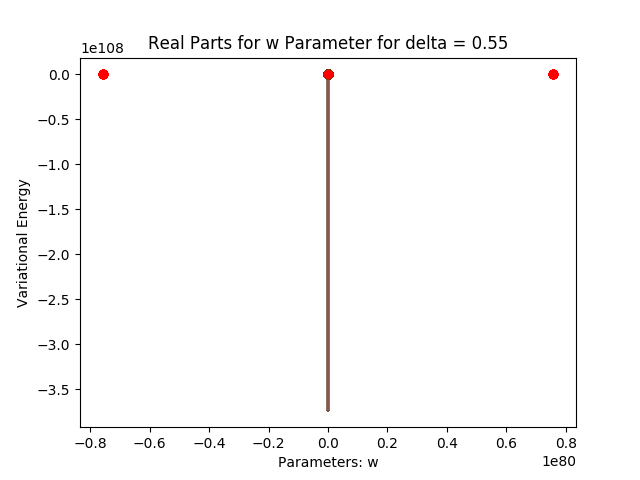 Real Parts for w Parameter for delta = 0.55
1e108
0.0
−0.5
−1.0
−1.5
−2.0
−2.5
−3.0
−3.5
Variational Energy
−0.8 −0.6 −0.4 −0.2 0.0 0.2 0.4 0.6 0.8
1e80
Parameters: w